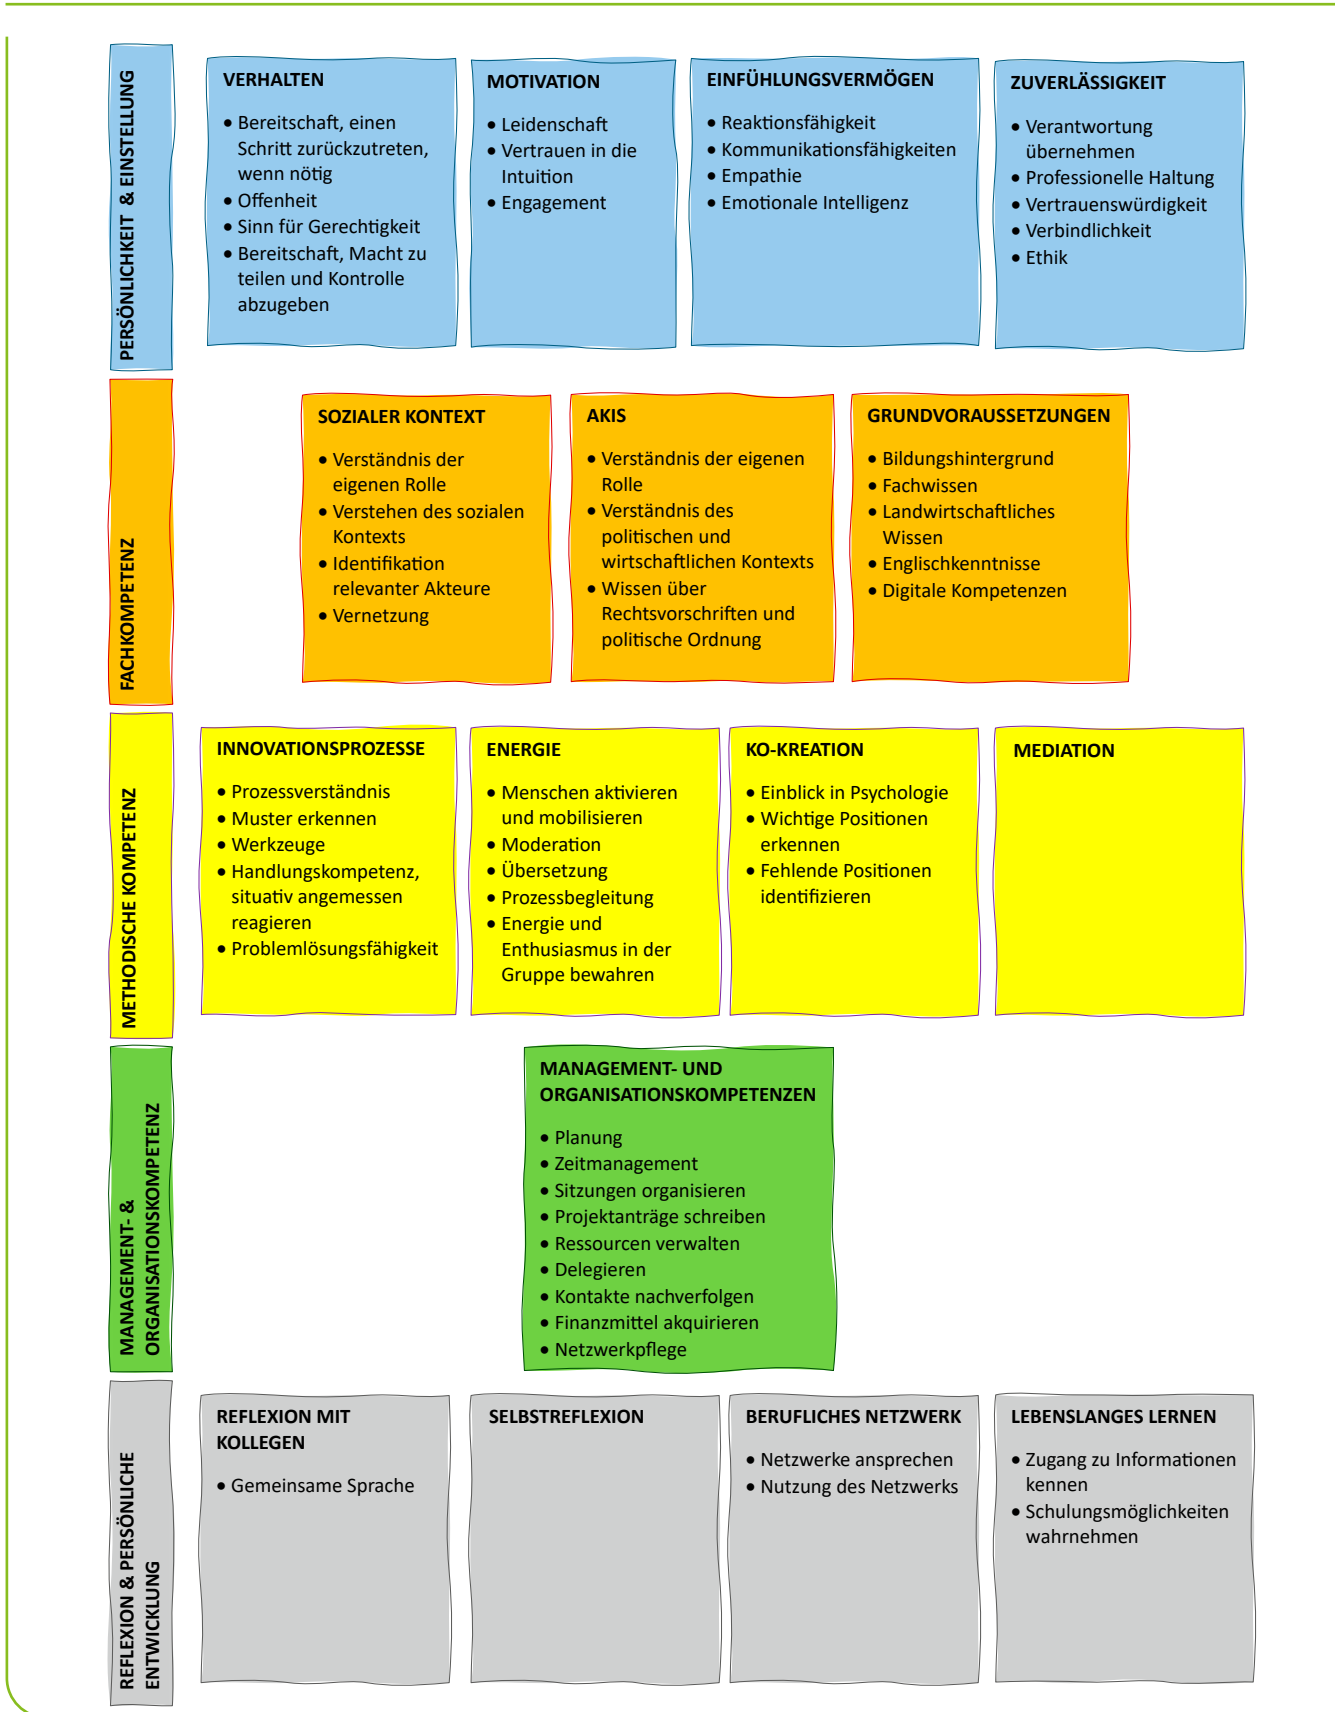 PERSÖNLICHKEIT & EINSTELLUNG
VERHALTEN
• Bereitschaft, einen
Schritt zurückzutreten,
wenn nötig
• Offenheit
• Sinn für Gerechtigkeit
• Bereitschaft, Macht zu
teilen und Kontrolle
abzugeben
MOTIVATION
• Leidenschaft
• Vertrauen in die
Intuition
• Engagement
EINFÜHLUNGSVERMÖGEN
• Reaktionsfähigkeit
• Kommunikationsfähigkeiten
• Empathie
• Emotionale Intelligenz
ZUVERLÄSSIGKEIT
• Verantwortung
übernehmen
• Professionelle Haltung
• Vertrauenswürdigkeit
• Verbindlichkeit
• Ethik
FACHKOMPETENZ
SOZIALER KONTEXT
• Verständnis der
eigenen Rolle
• Verstehen des sozialen
Kontexts
• Identifikation
relevanter Akteure
• Vernetzung
AKIS
• Verständnis der eigenen
Rolle
• Verständnis des
politischen und
wirtschaftlichen Kontexts
• Wissen über
Rechtsvorschriften und
politische Ordnung
GRUNDVORAUSSETZUNGEN
• Bildungshintergrund
• Fachwissen
• Landwirtschaftliches
Wissen
• Englischkenntnisse
• Digitale Kompetenzen
METHODISCHE KOMPETENZ
INNOVATIONSPROZESSE
• Prozessverständnis
• Muster erkennen
• Werkzeuge
• Handlungskompetenz,
situativ angemessen
reagieren
• Problemlösungsfähigkeit
ENERGIE
• Menschen aktivieren
und mobilisieren
• Moderation
• Übersetzung
• Prozessbegleitung
• Energie und
Enthusiasmus in der
Gruppe bewahren
KO-KREATION
• Einblick in Psychologie
• Wichtige Positionen
erkennen
• Fehlende Positionen
identifizieren
MEDIATION
MANAGEMENT- &
ORGANISATIONSKOMPETENZ
MANAGEMENT- UND
ORGANISATIONSKOMPETENZEN
• Planung
• Zeitmanagement
• Sitzungen organisieren
• Projektanträge schreiben
• Ressourcen verwalten
• Delegieren
• Kontakte nachverfolgen
• Finanzmittel akquirieren
• Netzwerkpflege
REFLEXION & PERSÖNLICHE
ENTWICKLUNG
REFLEXION MIT
KOLLEGEN
• Gemeinsame Sprache
SELBSTREFLEXION
BERUFLICHES NETZWERK
• Netzwerke ansprechen
• Nutzung des Netzwerks
LEBENSLANGES LERNEN
• Zugang zu Informationen
kennen
• Schulungsmöglichkeiten
wahrnehmen